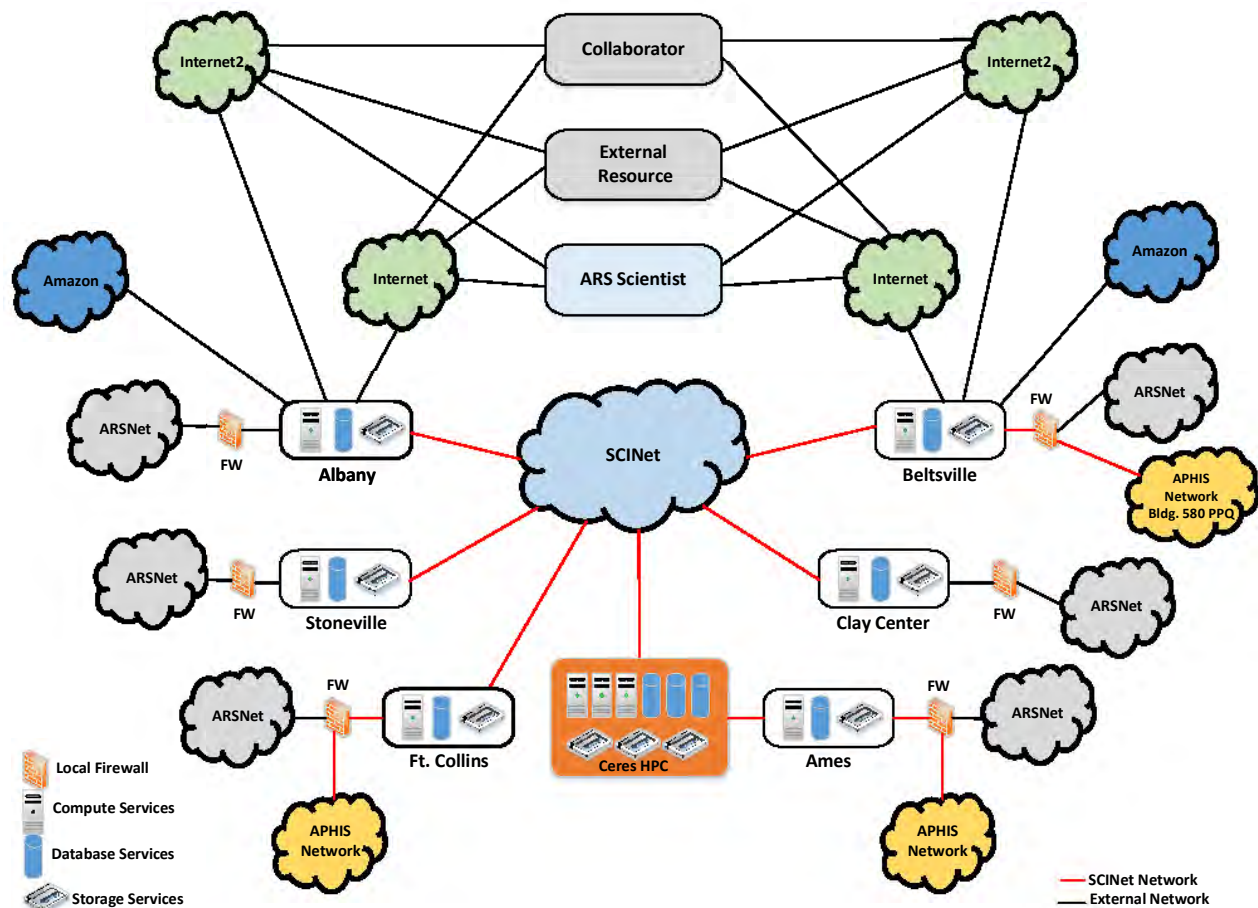 Collaborator
Internet2
Internet2
External
Resource
ARS Scientist
Internet
Internet
Amazon
Amazon
ARSNet
FW
Albany
SCINet
Beltsville
FW
ARSNet
APHIS
Network
Bldg. 580 PPQ
ARSNet
FW
Stoneville
Clay Center
FW
ARSNet
ARSNet
FW
Ft. Collins
Ceres HPC
Ames
FW
ARSNet
APHIS
Network
APHIS
Network
Local Firewall
Compute Services
Database Services
Storage Services
SCINet Network
External Network